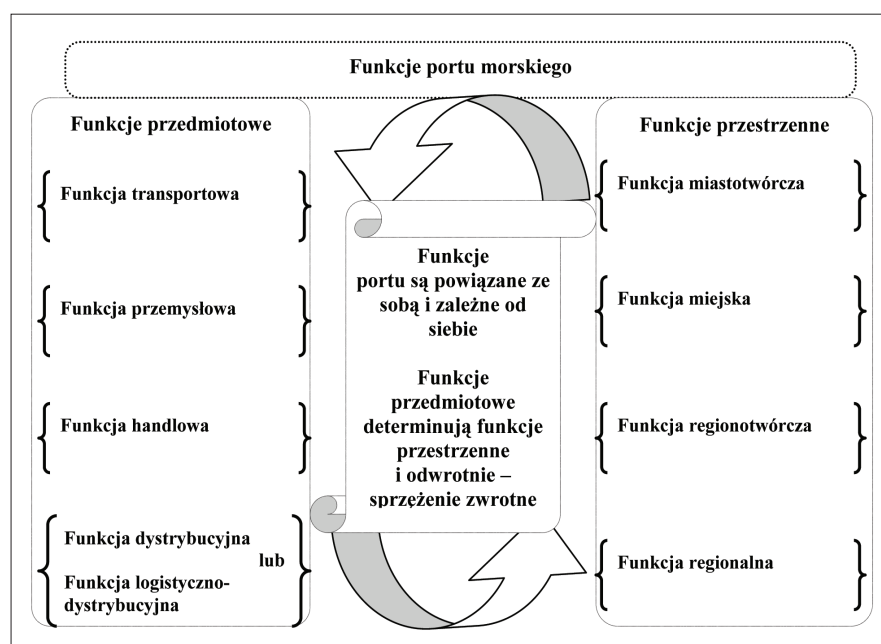 Funkcje portu morskiego
Funkcje przedmiotowe
Funkcja transportowa
Funkcja przemysłowa
Funkcja handlowa
Funkcja dystrybucyjna
lub
Funkcja logistyczno-
dystrybucyjna
Funkcje
portu są powiązane ze
sobą i zależne od
siebie
Funkcje
przedmiotowe
determinują funkcje
przestrzenne
i odwrotnie –
sprzężenie zwrotne
Funkcje przestrzenne
Funkcja miastotwórcza
Funkcja miejska
Funkcja regionotwórcza
Funkcja regionalna